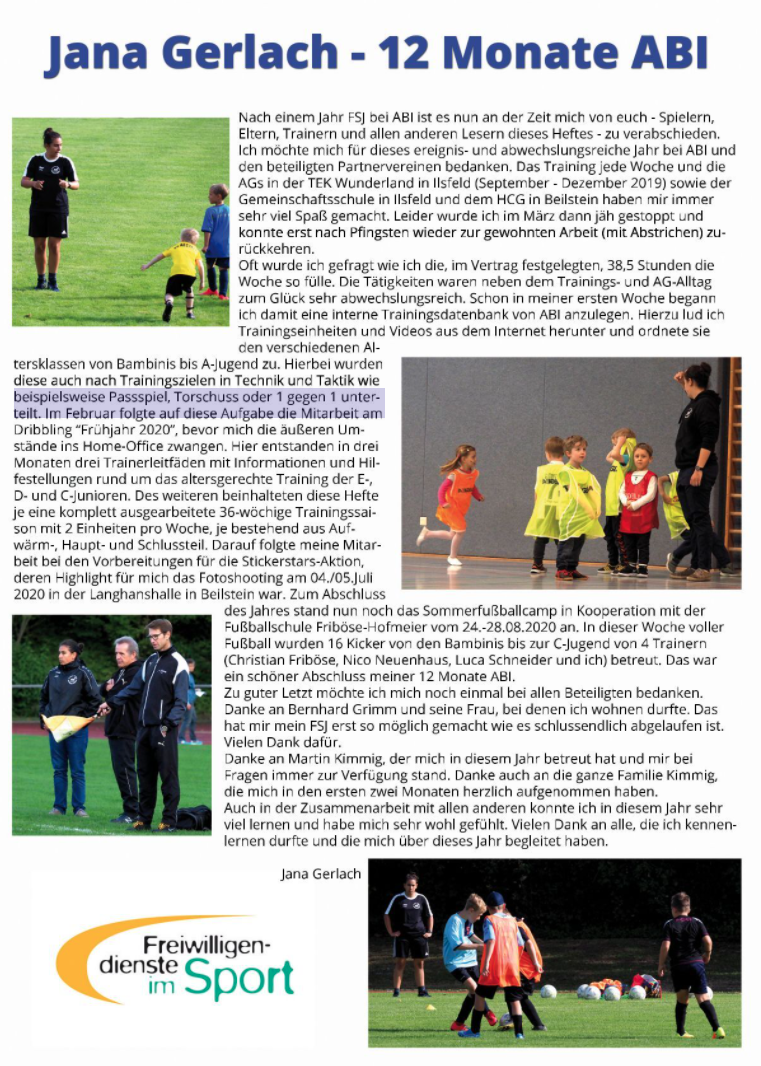 Jana Gerlach - 12 Monate ABI
Nach einem Jahr FSJ bei ABI ist es nun an der Zeit mich von euch - Spielern,
Eltern, Trainern und allen anderen Lesern dieses Heftes - zu verabschieden.
Ich möchte mich für dieses ereignis- und abwechslungsreiche Jahr bei ABI und
den beteiligten Partnervereinen bedanken. Das Training jede Woche und die
AGs in der TEK Wunderland in Ilsfeld (September - Dezember 2019) sowie der
Gemeinschaftsschule in Ilsfeld und dem HCG in Beilstein haben mir immer
sehr viel Spaß gemacht. Leider wurde ich im März dann jäh gestoppt und
konnte erst nach Pfingsten wieder zur gewohnten Arbeit (mit Abstrichen) zu-
rückkehren.
Oft wurde ich gefragt wie ich die, im Vertrag festgelegten, 38,5 Stunden die
Woche so fülle. Die Tätigkeiten waren neben dem Trainings- und AG-Alltag
zum Glück sehr abwechslungsreich. Schon in meiner ersten Woche begann
ich damit eine interne Trainingsdatenbank von ABI anzulegen. Hierzu lud ich
Trainingseinheiten und Videos aus dem Internet herunter und ordnete sie
den verschiedenen Al-
tersklassen von Bambinis bis A-Jugend zu. Hierbei wurden
diese auch nach Trainingszielen in Technik und Taktik wie
beispielsweise Passspiel, Torschuss oder 1 gegen 1 unter-
teilt. Im Februar folgte auf diese Aufgabe die Mitarbeit am
Dribbling "Frühjahr 2020", bevor mich die äußeren Um-
stände ins Home-Office zwangen. Hier entstanden in drei
Monaten drei Trainerleitfäden mit Informationen und Hil-
festellungen rund um das altersgerechte Training der E-,
D- und C-Junioren. Des weiteren beinhalteten diese Hefte
je eine komplett ausgearbeitete 36-wöchige Trainingssai-
son mit 2 Einheiten pro Woche, je bestehend aus Auf-
wärm-, Haupt- und Schlussteil. Darauf folgte meine Mitar-
beit bei den Vorbereitungen für die Stickerstars-Aktion,
deren Highlight für mich das Fotoshooting am 04./05.Juli
2020 in der Langhanshalle in Beilstein war. Zum Abschluss
des Jahres stand nun noch das Sommerfußballcamp in Kooperation mit der
Fußballschule Friböse-Hofmeier vom 24.-28.08.2020 an. In dieser Woche voller
Fußball wurden 16 Kicker von den Bambinis bis zur C-Jugend von 4 Trainern
(Christian Friböse, Nico Neuenhaus, Luca Schneider und ich) betreut. Das war
ein schöner Abschluss meiner 12 Monate ABI.
Zu guter Letzt möchte ich mich noch einmal bei allen Beteiligten bedanken.
Danke an Bernhard Grimm und seine Frau, bei denen ich wohnen durfte. Das
hat mir mein FSJ erst so möglich gemacht wie es schlussendlich abgelaufen ist.
Vielen Dank dafür.
Danke an Martin Kimmig, der mich in diesem Jahr betreut hat und mir bei
Fragen immer zur Verfügung stand. Danke auch an die ganze Familie Kimmig,
die mich in den ersten zwei Monaten herzlich aufgenommen haben.
Auch in der Zusammenarbeit mit allen anderen konnte ich in diesem Jahr sehr
viel lernen und habe mich sehr wohl gefühlt. Vielen Dank an alle, die ich kennen-
lernen durfte und die mich über dieses Jahr begleitet haben.
Jana Gerlach
Freiwilligen-
dienste
im Sport